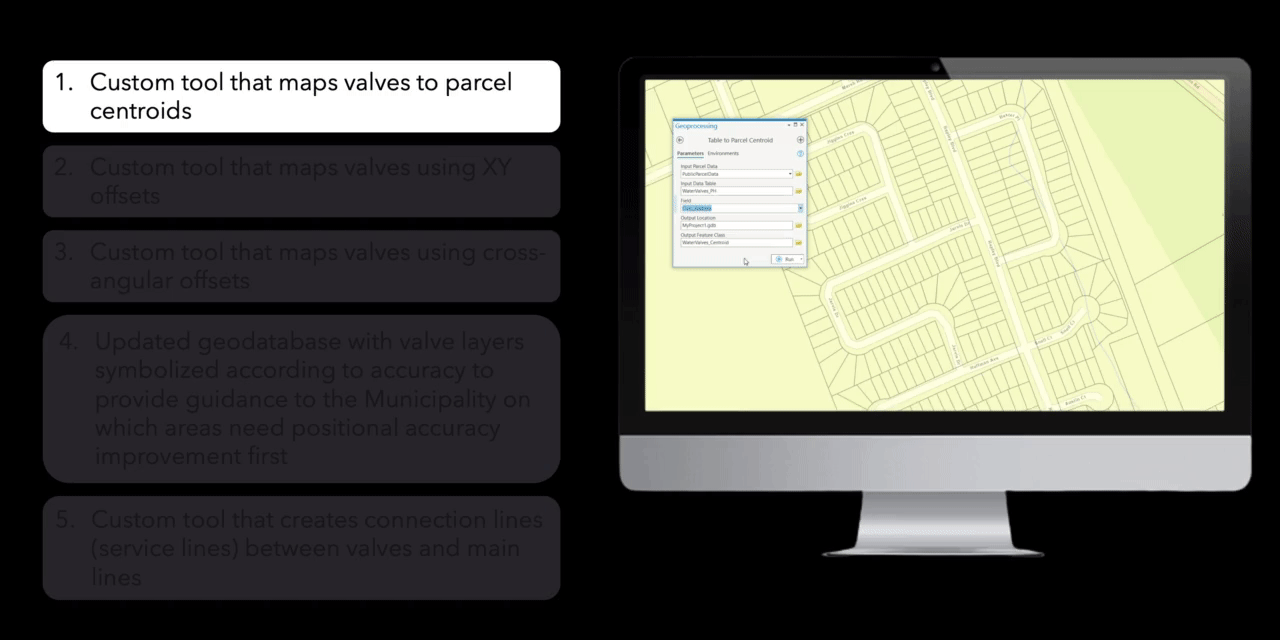 1. Custom tool that maps valves to parcel
centroids
2. Custom tool that maps valves using XY
offsets
3. Custom tool that maps valves using cross-
angular offsets
4. Updated geodatabase with valve layers
symbolized according to accuracy to
provide guidance to the Municipality on
which areas need positional accuracy
improvement first
5. Custom tool that creates connection lines
(service lines) between valves and main
lines
Geoprocessing
Table to Parcel Centroid
Parameters Environments
Input Parcel Data
PublicParcelData
Input Data Table
WaterValves_PH
Field
Output Location
MyProject1.gdb
Output Feature Class
WaterValves_Centroid
Run